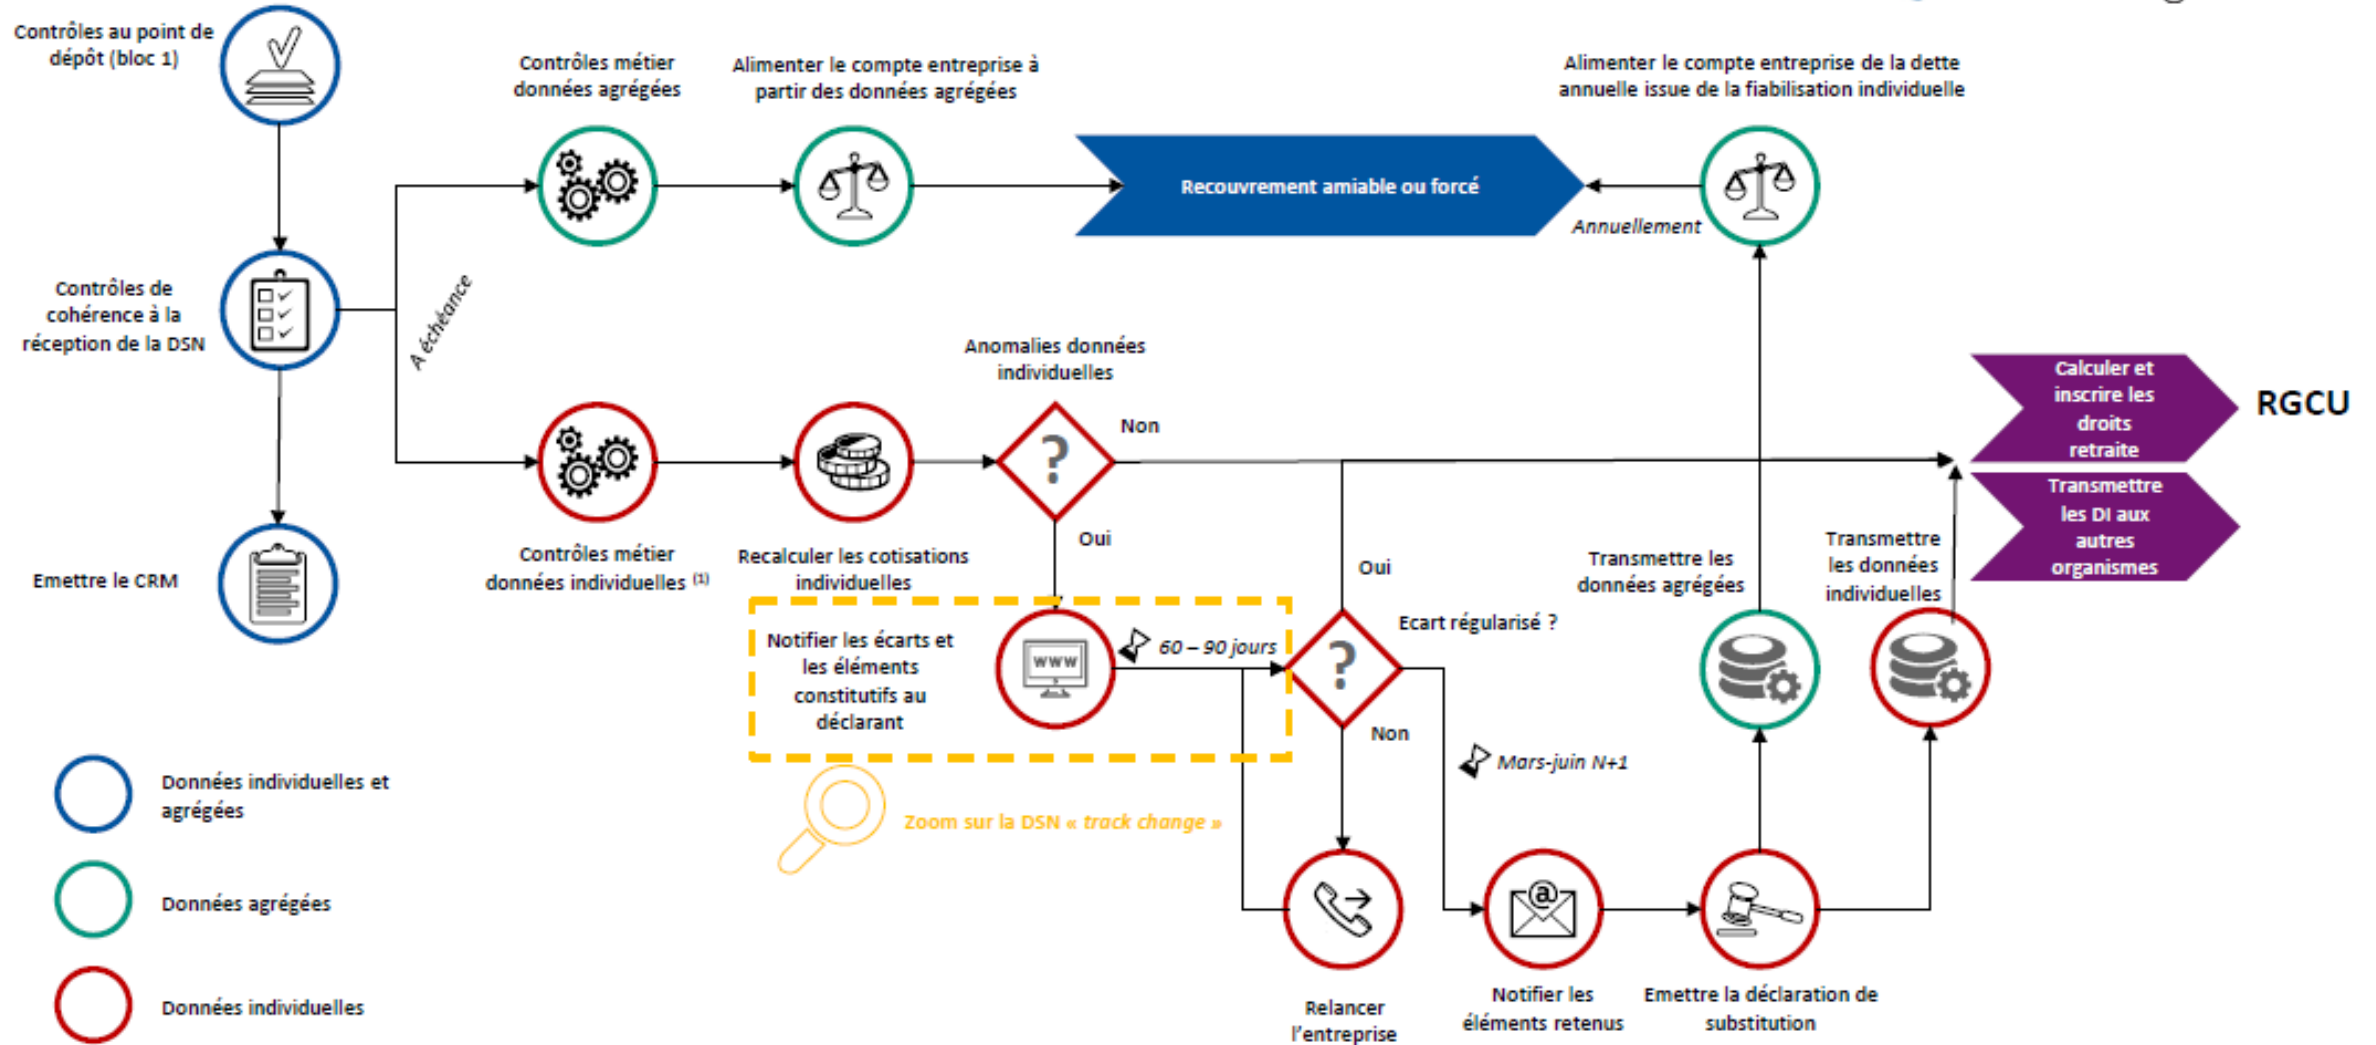 Contrôles au point de
dépôt (bloc 1)
Contrôles métier
données agrégées
Alimenter le compte entreprise à
partir des données agrégées
Alimenter le compte entreprise de la dette
annuelle issue de la fiabilisation individuelle
Recouvrement amiable ou forcé
Annuellement
Contrôles de
cohérence à la
réception de la DSN
A échéance
Anomalies données
individuelles
?
Non
Oui
Calculer et
inscrire les
droits
retraite
RGCU
Transmettre
les DI aux
autres
organismes
Emettre le CRM
Contrôles métier
données individuelles (1)
Recalculer les cotisations
individuelles
Oui
Transmettre les
données agrégées
Transmettre
les données
individuelles
Notifier les écarts et
les éléments
constitutifs au
déclarant
WWW
60 – 90 jours
?
Ecart régularisé ?
Non
Mars-juin N+1
Zoom sur la DSN « track change »
@
Relancer
l'entreprise
Notifier les
éléments retenus
Emettre la déclaration de
substitution
Données individuelles et
agrégées
Données agrégées
Données individuelles